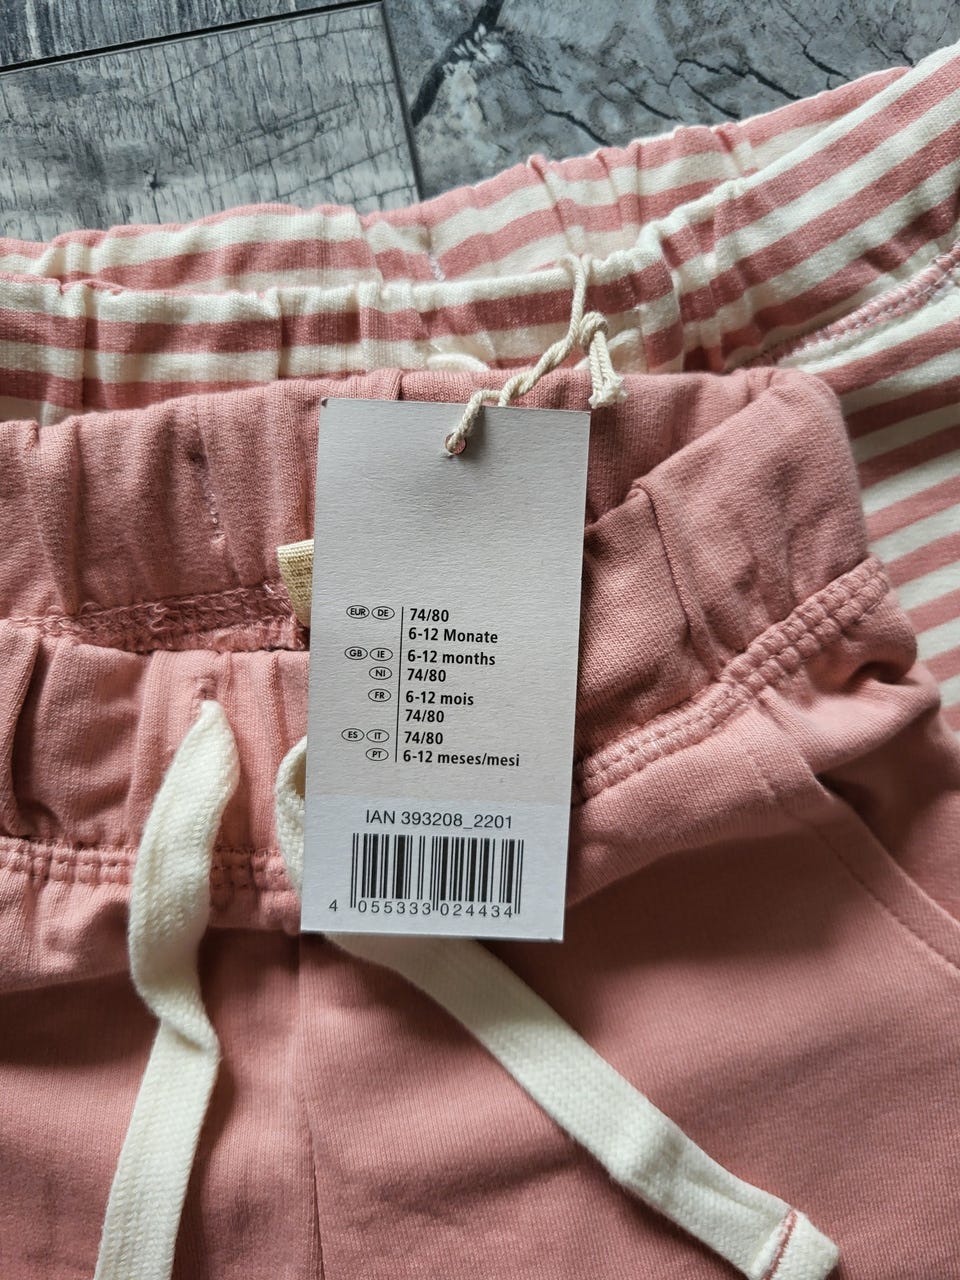 EUR DE 74/80
6-12 Monate
GB IE 6-12 months
NI 74/80
FR 6-12 mois
74/80
ES IT 74/80
PT 6-12 meses/mesi
IAN 393208_2201
4 055333 024434